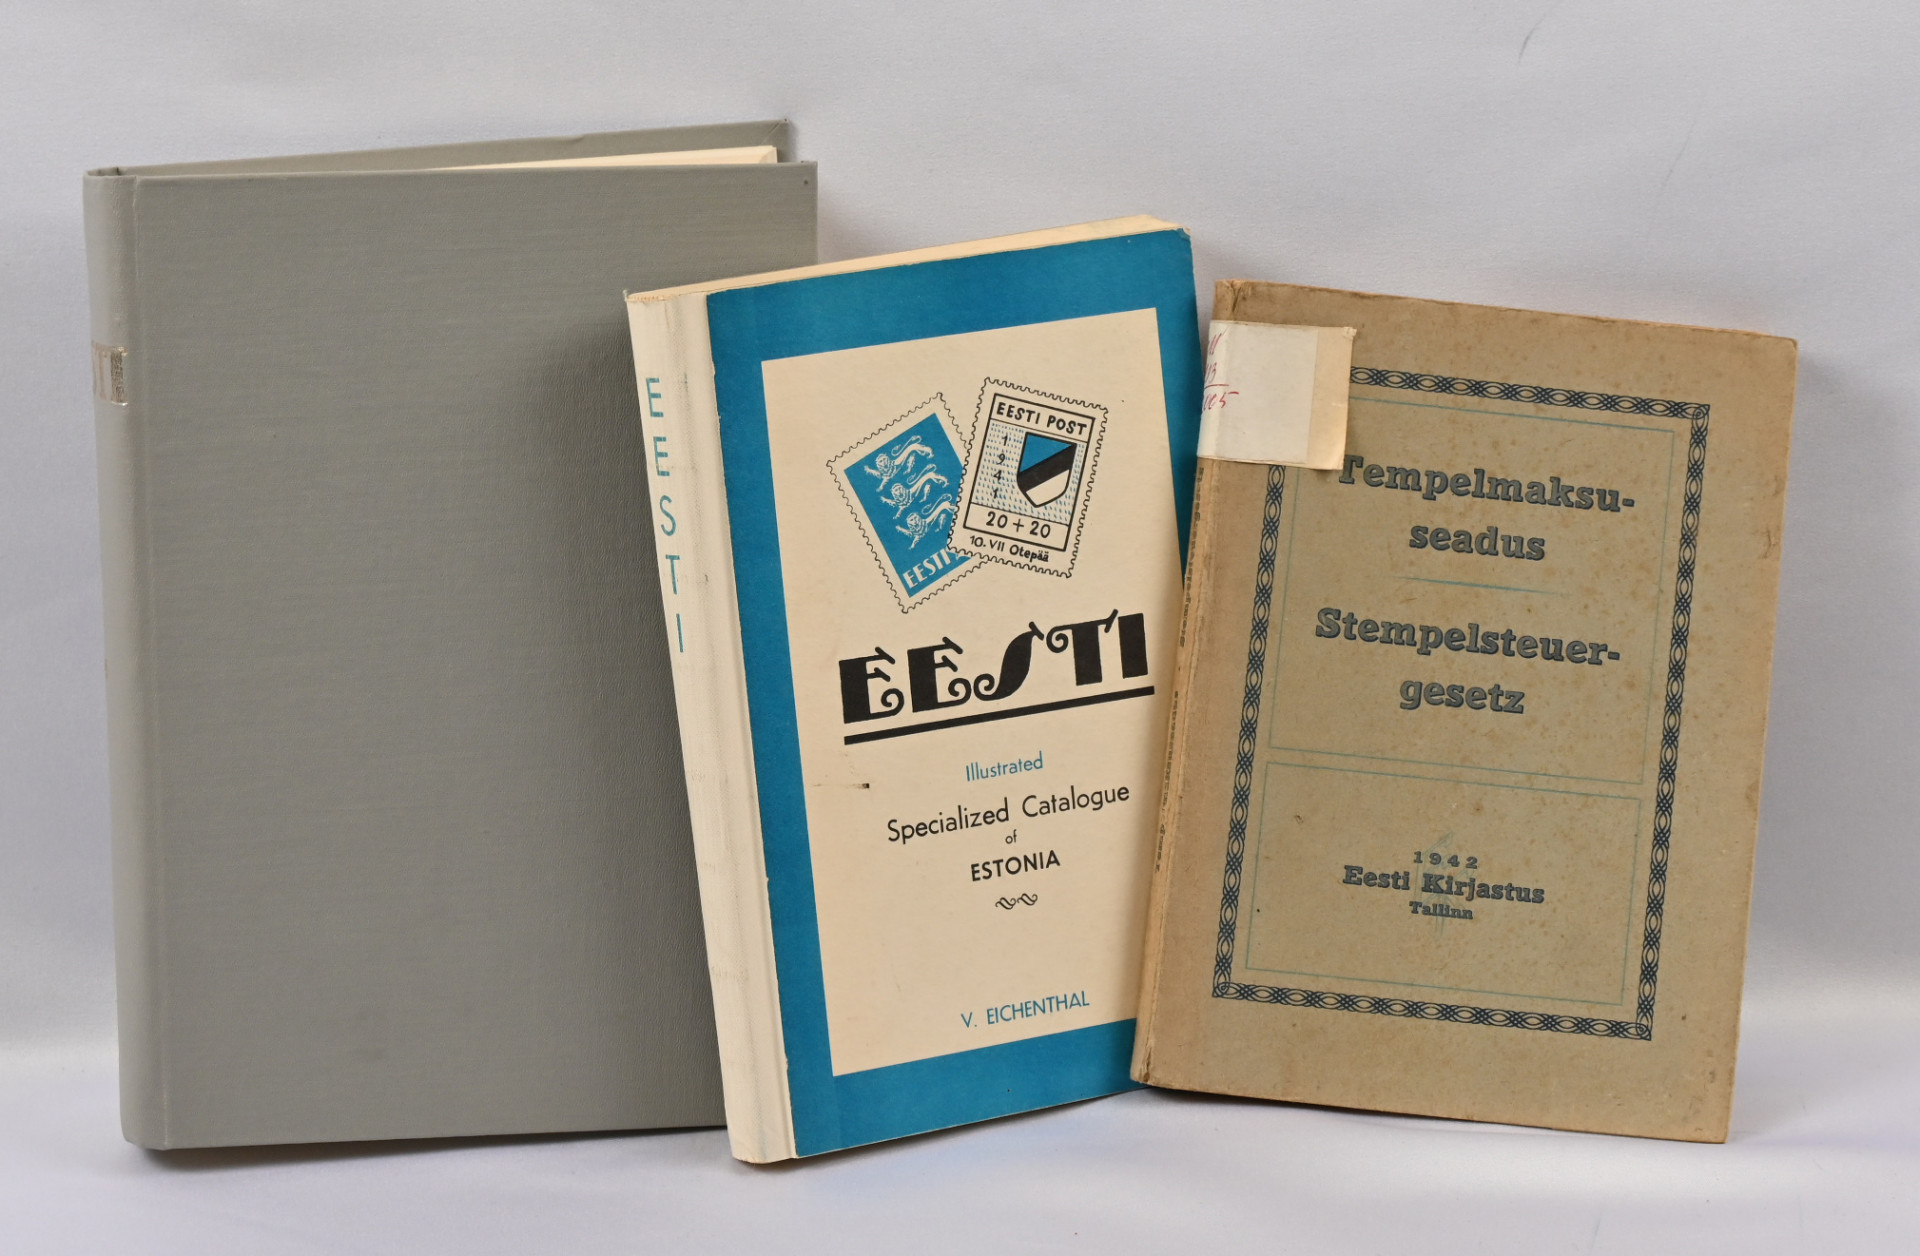 EESTI
EESTI
EESTI POST
1941
20+20
10.VII Otepää
EESTI
Illustrated
Specialized Catalogue
of
ESTONIA
V. EICHENTHAL
Tempelmaksu-
seadus
Stempelsteuer-
gesetz
1942
Eesti Kirjastus
Tallinn